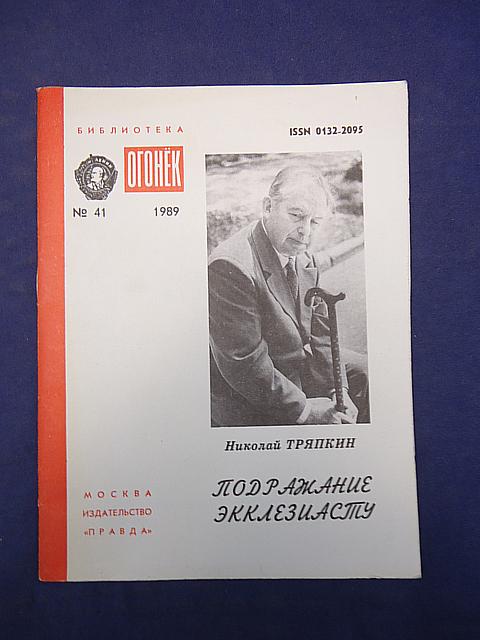 БИБЛИОТЕКА
ISSN 0132-2095
ОГОНЁК
№ 41 1989
Николай ТРЯПКИН
ПОДРАЖАНИЕ
ЭККЛЕЗИАСТУ
МОСКВА
ИЗДАТЕЛЬСТВО
«ПРАВДА»